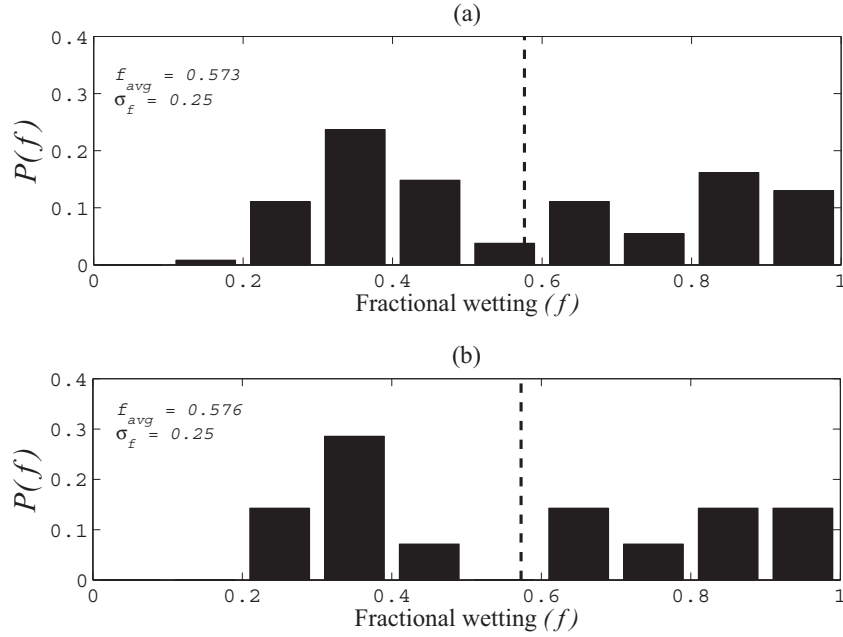 (a)
0.4
0.3
0.2
0.1
0
P(f)
f_avg = 0.573
σ_f = 0.25
0 0.2 0.4 0.6 0.8 1
Fractional wetting (f)
(b)
0.4
0.3
0.2
0.1
0
P(f)
f_avg = 0.576
σ_f = 0.25
0 0.2 0.4 0.6 0.8 1
Fractional wetting (f)